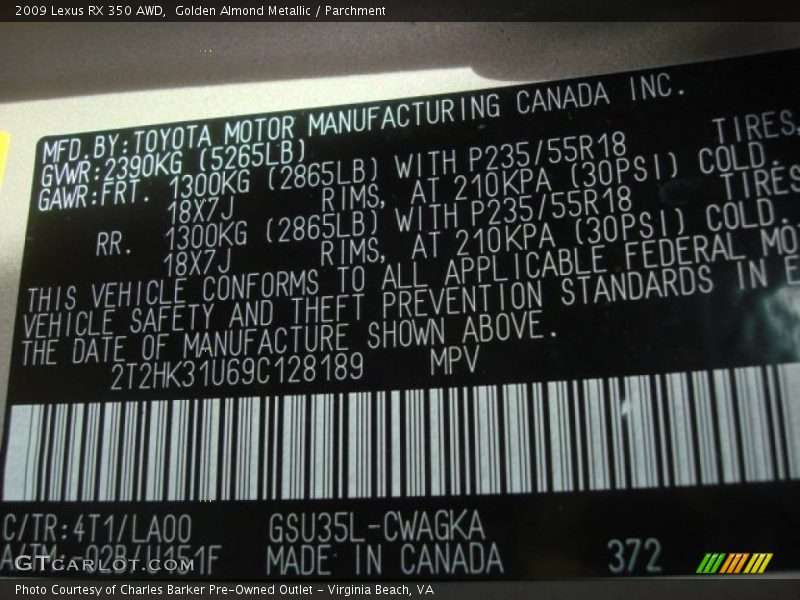 2009 Lexus RX 350 AWD,  Golden Almond Metallic / Parchment
MFD. BY: TOYOTA MOTOR MANUFACTURING CANADA INC.
GVWR: 2390KG (5265LB)
GAWR: FRT. 1300KG (2865LB) WITH P235/55R18 TIRES,
18X7J RIMS, AT 210KPA (30PSI) COLD.
RR. 1300KG (2865LB) WITH P235/55R18 TIRES
18X7J RIMS, AT 210KPA (30PSI) COLD.
THIS VEHICLE CONFORMS TO ALL APPLICABLE FEDERAL MO
VEHICLE SAFETY AND THEFT PREVENTION STANDARDS IN E
THE DATE OF MANUFACTURE SHOWN ABOVE.
2T2HK31U69C128189 MPV
C/TR: 4T1/LA00 GSU35L-CWAGKA
A/TM: -02B/U151F MADE IN CANADA 372
GTcarlot.com
Photo Courtesy of Charles Barker Pre-Owned Outlet - Virginia Beach, VA